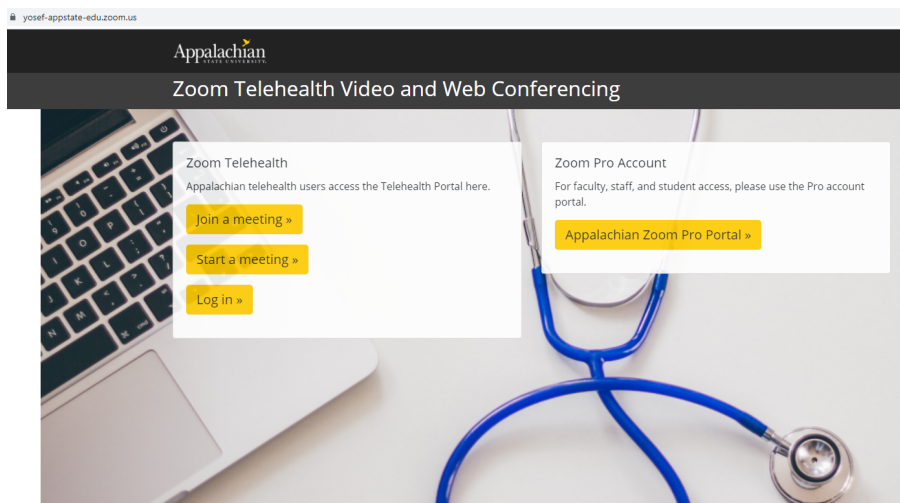 yosef-appstate-edu.zoom.us
Appalachian
STATE UNIVERSITY.
Zoom Telehealth Video and Web Conferencing
Zoom Telehealth
Appalachian telehealth users access the Telehealth Portal here.
Join a meeting »
Start a meeting »
Log in »
Zoom Pro Account
For faculty, staff, and student access, please use the Pro account
portal.
Appalachian Zoom Pro Portal »